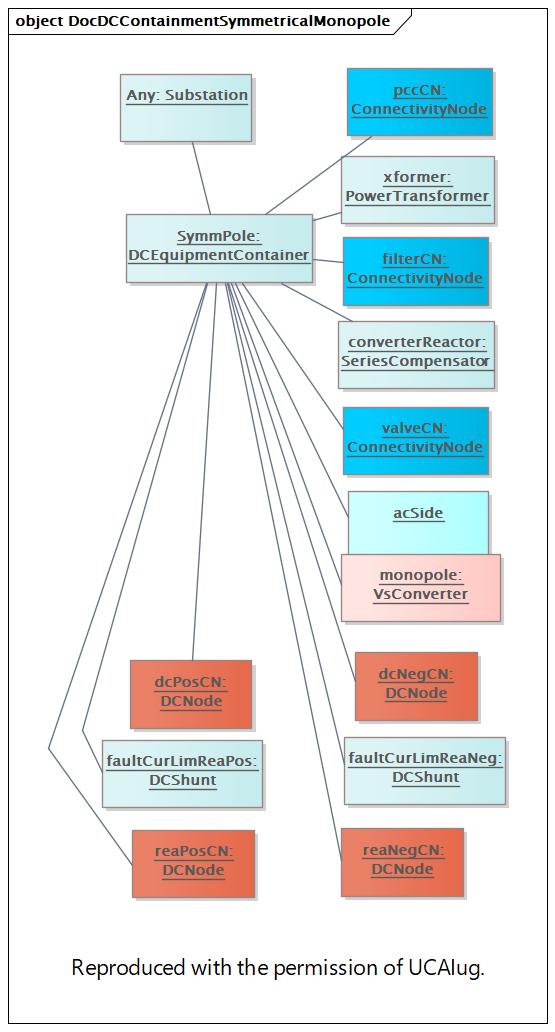 object DocDCContainmentSymmetricalMonopole
Any: Substation
pccCN:
ConnectivityNode
xformer:
PowerTransformer
SymmPole:
DCEquipmentContainer
filterCN:
ConnectivityNode
converterReactor:
SeriesCompensator
valveCN:
ConnectivityNode
acSide
monopole:
VsConverter
dcPosCN:
DCNode
dcNegCN:
DCNode
faultCurLimReaPos:
DCShunt
faultCurLimReaNeg:
DCShunt
reaPosCN:
DCNode
reaNegCN:
DCNode
Reproduced with the permission of UCAIug.